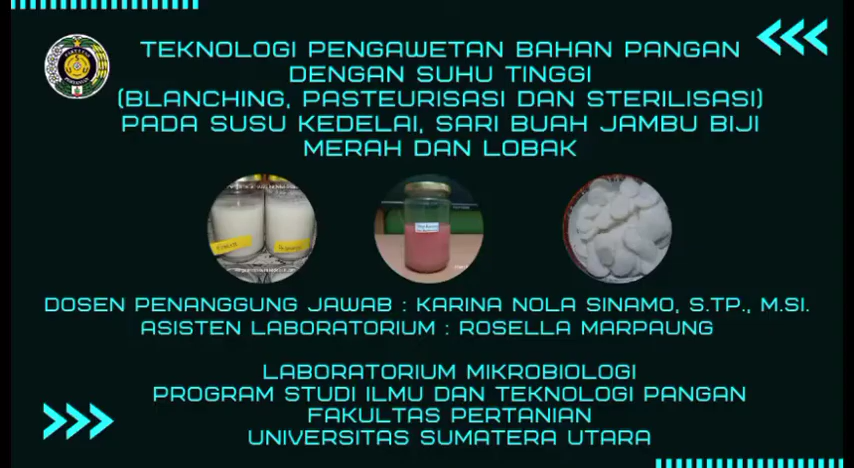 TEKNOLOGI PENGAWETAN BAHAN PANGAN
DENGAN SUHU TINGGI
(BLANCHING, PASTEURISASI DAN STERILISASI)
PADA SUSU KEDELAI, SARI BUAH JAMBU BIJI
MERAH DAN LOBAK
DOSEN PENANGGUNG JAWAB : KARINA NOLA SINAMO, S.TP., M.SI.
ASISTEN LABORATORIUM : ROSELLA MARPAUNG
LABORATORIUM MIKROBIOLOGI
PROGRAM STUDI ILMU DAN TEKNOLOGI PANGAN
FAKULTAS PERTANIAN
UNIVERSITAS SUMATERA UTARA